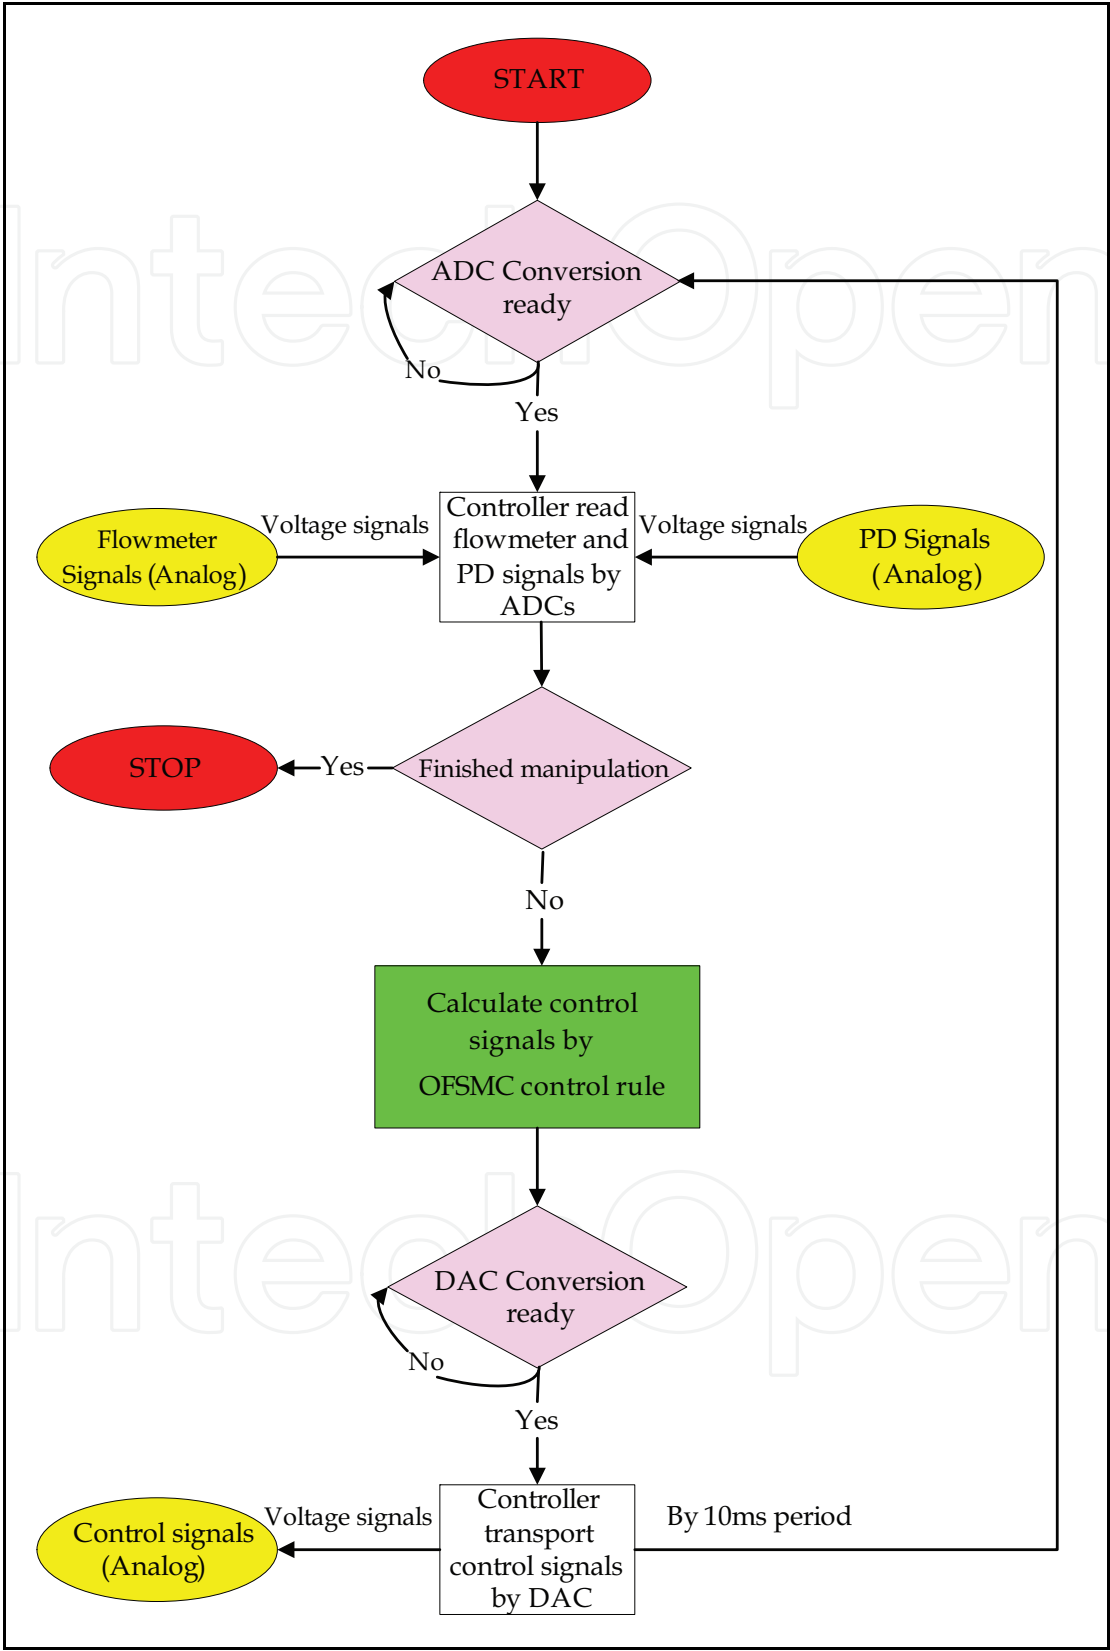 START
ADC Conversion
ready
No
Yes
Controller read
flowmeter and
PD signals by
ADCs
Voltage signals
Flowmeter
Signals (Analog)
Voltage signals
PD Signals
(Analog)
Finished manipulation
Yes
STOP
No
Calculate control
signals by
OFSMC control rule
DAC Conversion
ready
No
Yes
Controller
transport
control signals
by DAC
Voltage signals
Control signals
(Analog)
By 10ms period
IntechOpen
IntechOpen